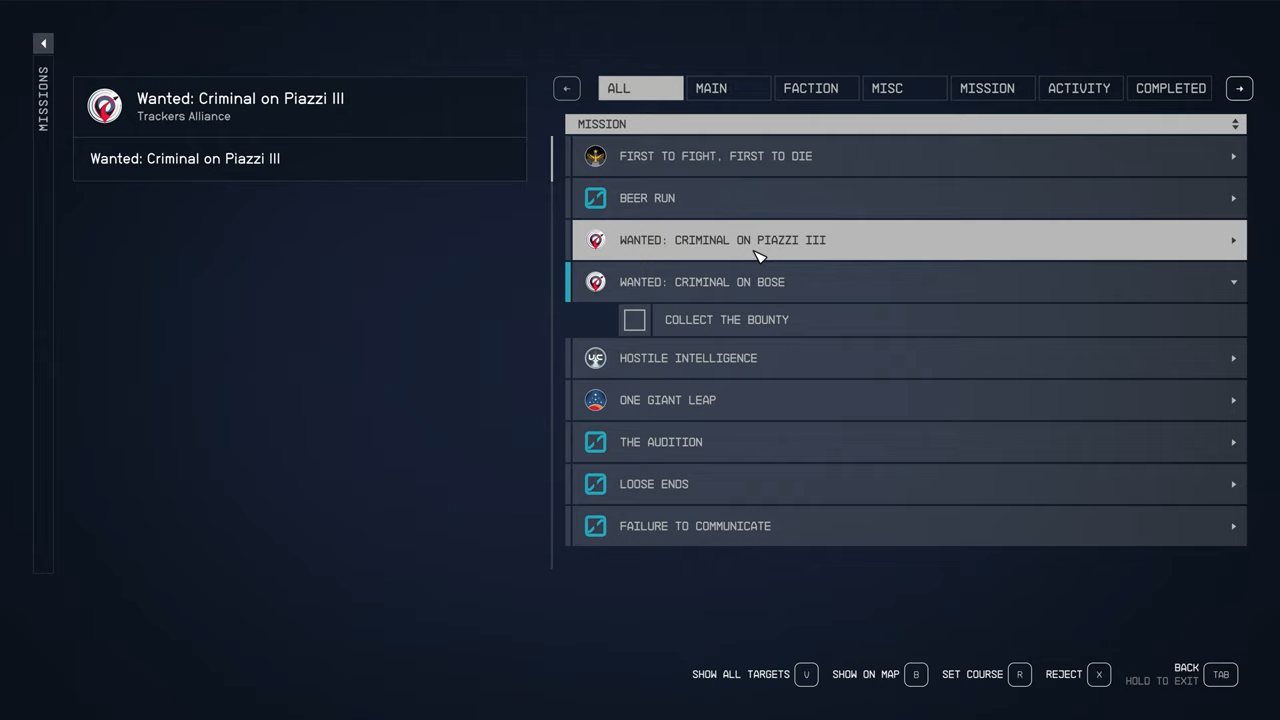 MISSIONS
Wanted: Criminal on Piazzi III
Trackers Alliance
Wanted: Criminal on Piazzi III
ALL
MAIN
FACTION
MISC
MISSION
ACTIVITY
COMPLETED
MISSION
FIRST TO FIGHT, FIRST TO DIE
BEER RUN
WANTED: CRIMINAL ON PIAZZI III
WANTED: CRIMINAL ON BOSE
COLLECT THE BOUNTY
UC HOSTILE INTELLIGENCE
ONE GIANT LEAP
THE AUDITION
LOOSE ENDS
FAILURE TO COMMUNICATE
SHOW ALL TARGETS V
SHOW ON MAP B
SET COURSE R
REJECT X
BACK
HOLD TO EXIT
TAB